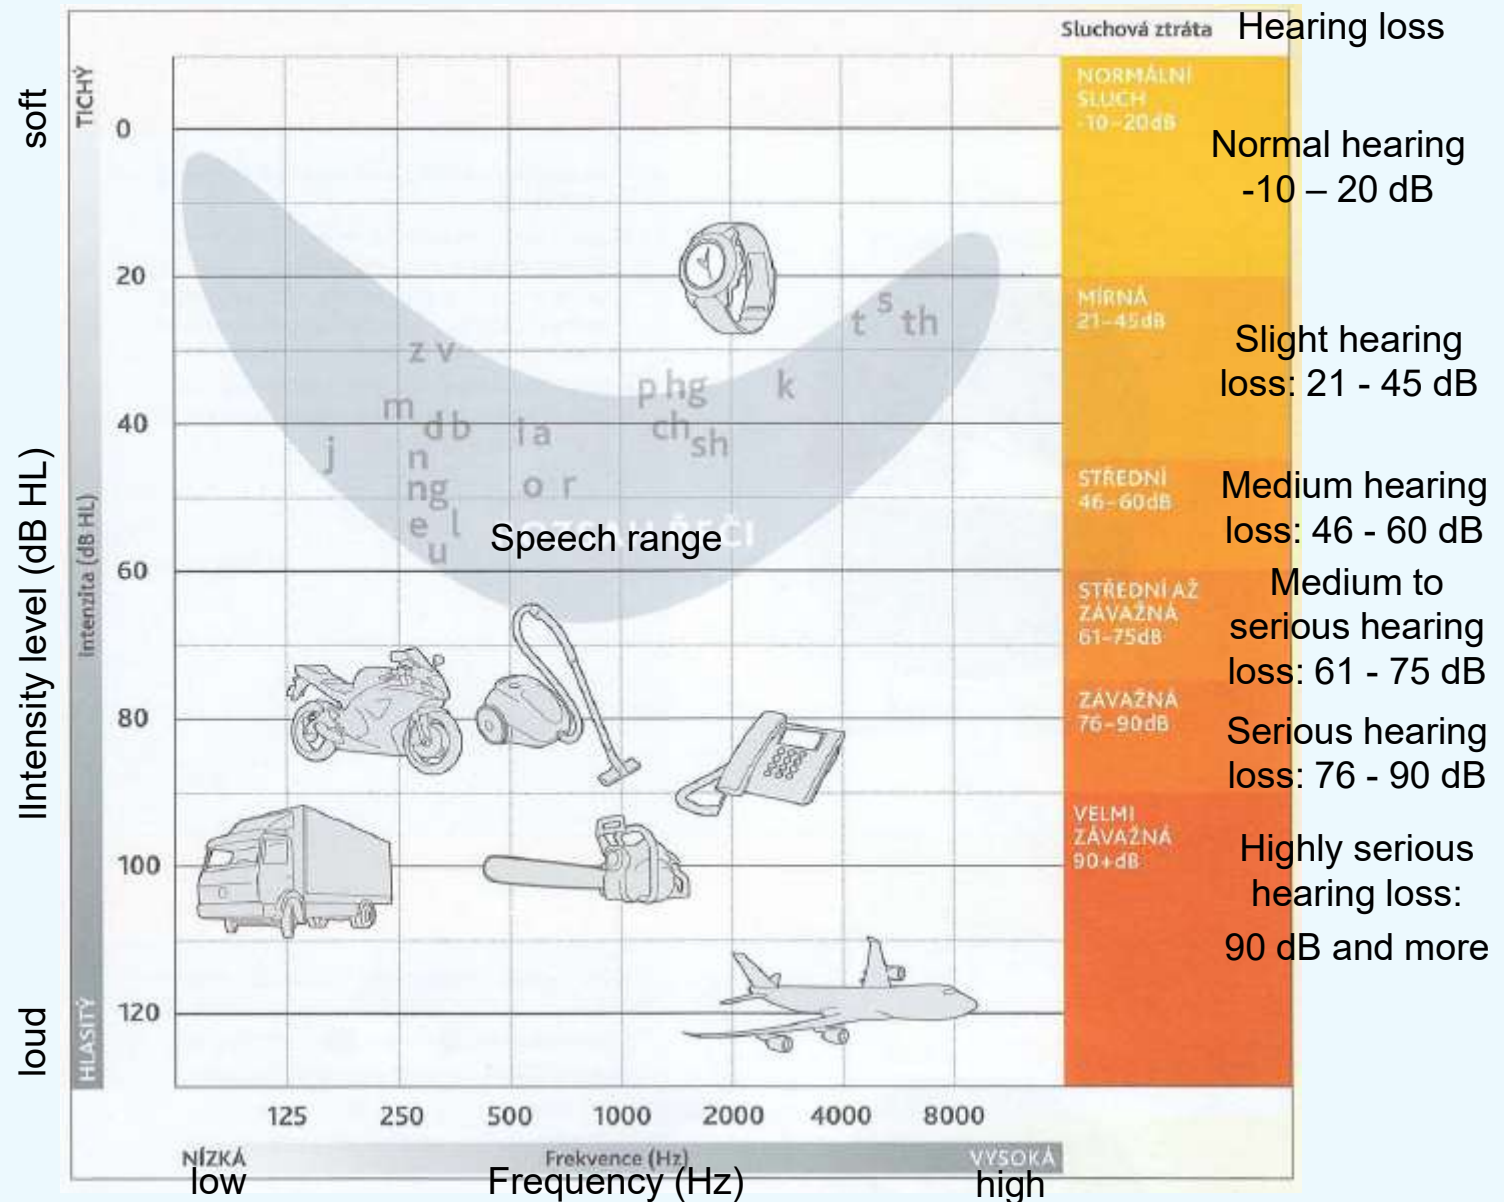 Sluchová ztráta
Hearing loss
soft
TICHÝ
0
20
40
60
80
100
120
IIntensity level (dB HL)
Intenzita (dB HL)
loud
HLASITÝ
NORMÁLNÍ
SLUCH
-10–20dB
Normal hearing
-10 – 20 dB
MÍRNÁ
21–45dB
Slight hearing
loss: 21 - 45 dB
STŘEDNÍ
46–60dB
Medium hearing
loss: 46 - 60 dB
STŘEDNÍ AŽ
ZÁVAŽNÁ
61–75dB
Medium to
serious hearing
loss: 61 - 75 dB
ZÁVAŽNÁ
76–90dB
Serious hearing
loss: 76 - 90 dB
VELMI
ZÁVAŽNÁ
90+dB
Highly serious
hearing loss:
90 dB and more
z v
m
d b
j
n
ng
e l
u
i a
o r
p h g
ch
sh
k
t s th
Speech range
125 250 500 1000 2000 4000 8000
NÍZKÁ Frekvence (Hz) VYSOKÁ
low Frequency (Hz) high